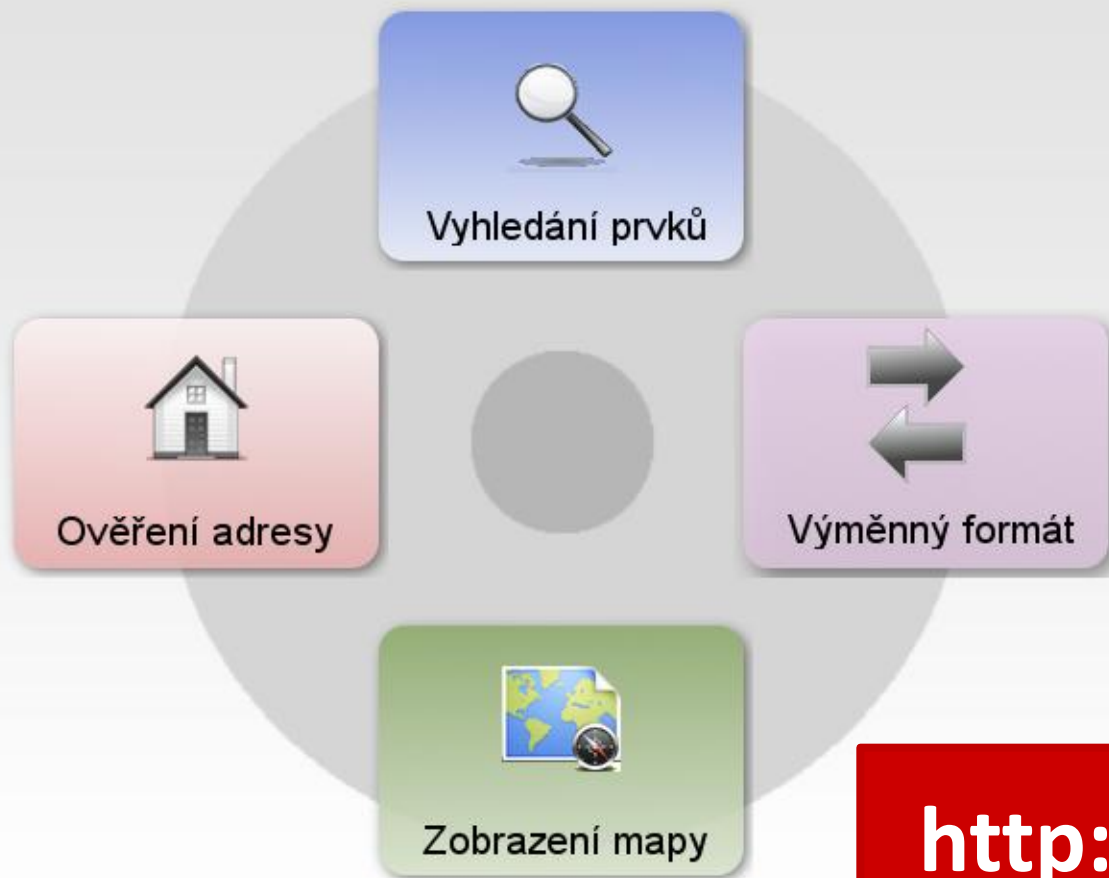 Vyhledání prvků
Ověření adresy
Výměnný formát
Zobrazení mapy
http: